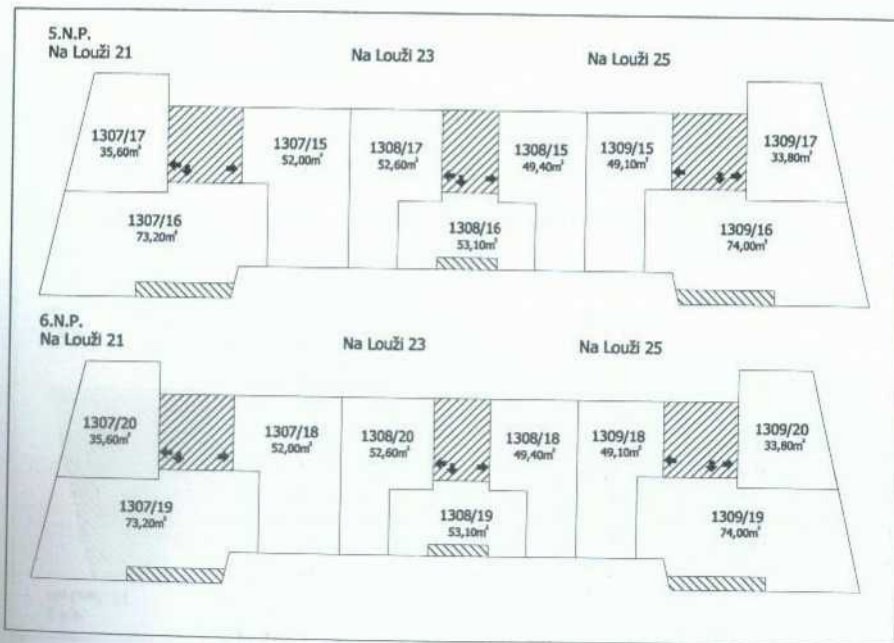 5.N.P.
Na Louži 21
Na Louži 23
Na Louži 25
1307/17
35,60m²
1307/15
52,00m²
1308/17
52,60m²
1308/15
49,40m²
1309/15
49,10m²
1309/17
33,80m²
1307/16
73,20m²
1308/16
53,10m²
1309/16
74,00m²
6.N.P.
Na Louži 21
Na Louži 23
Na Louži 25
1307/20
35,60m²
1307/18
52,00m²
1308/20
52,60m²
1308/18
49,40m²
1309/18
49,10m²
1309/20
33,80m²
1307/19
73,20m²
1308/19
53,10m²
1309/19
74,00m²